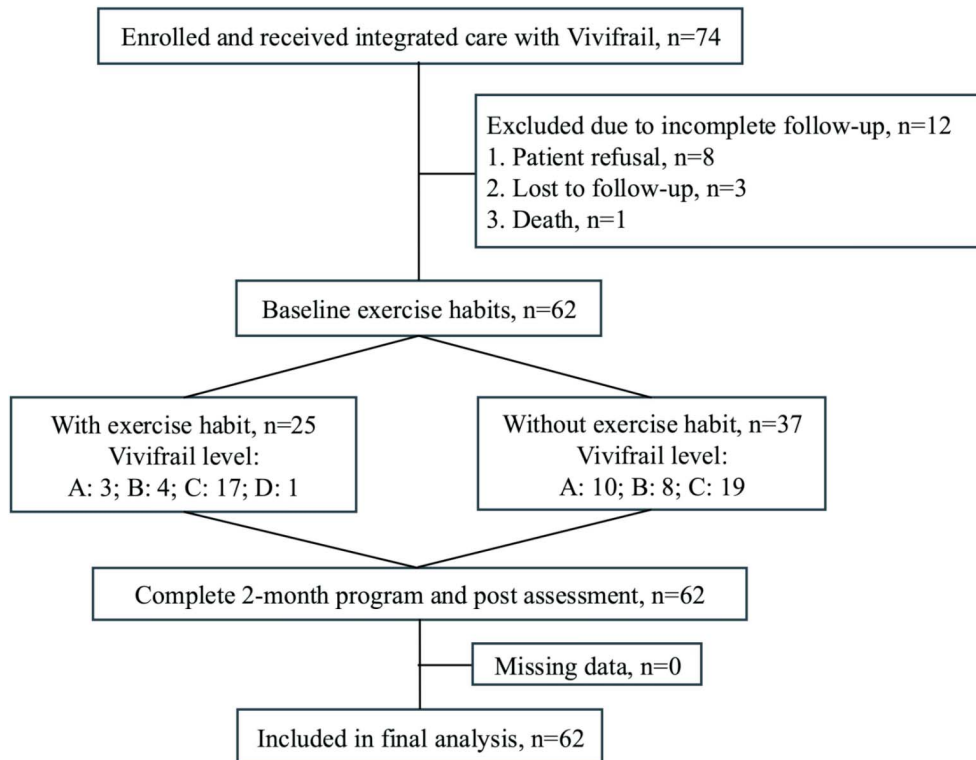 Enrolled and received integrated care with Vivifrail, n=74
Excluded due to incomplete follow-up, n=12
1. Patient refusal, n=8
2. Lost to follow-up, n=3
3. Death, n=1
Baseline exercise habits, n=62
With exercise habit, n=25
Vivifrail level:
A: 3; B: 4; C: 17; D: 1
Without exercise habit, n=37
Vivifrail level:
A: 10; B: 8; C: 19
Complete 2-month program and post assessment, n=62
Missing data, n=0
Included in final analysis, n=62